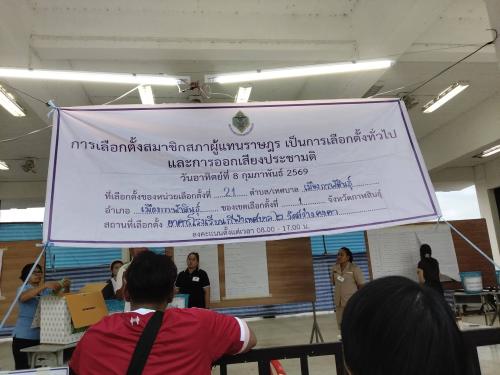 การเลือกตั้งสมาชิกสภาผู้แทนราษฎร เป็นการเลือกตั้งทั่วไป
และการออกเสียงประชามติ
วันอาทิตย์ที่ 8 กุมภาพันธ์ 2569
ที่เลือกตั้งของหน่วยเลือกตั้งที่ 21 ตำบล/เทศบาล เมืองกาฬสินธุ์
อำเภอ เมืองกาฬสินธุ์ ของเขตเลือกตั้งที่ 1 จังหวัดกาฬสินธุ์
สถานที่เลือกตั้ง
ลงคะแนนตั้งแต่เวลา 08.00 - 17.00 น.